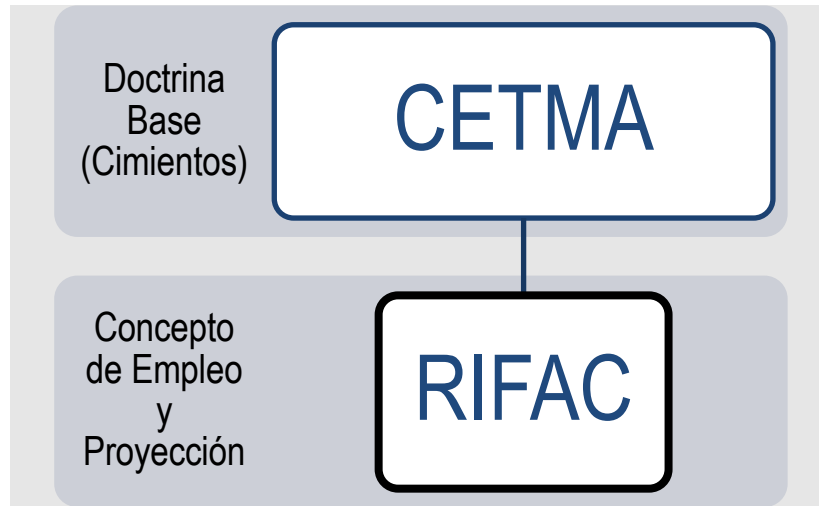 Doctrina
Base
(Cimientos)
CETMA
Concepto
de Empleo
y
Proyección
RIFAC